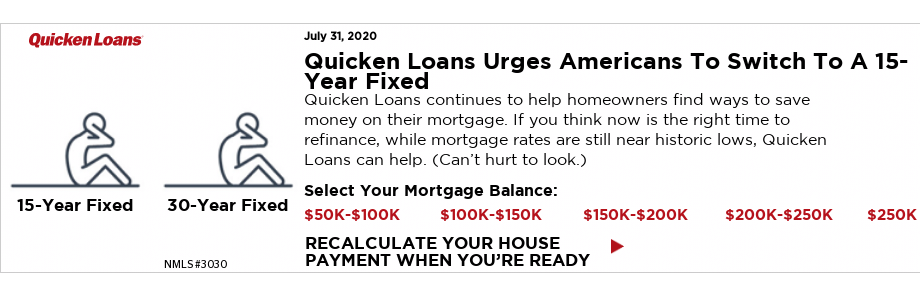 Quicken Loans
July 31, 2020
Quicken Loans Urges Americans To Switch To A 15-
Year Fixed
Quicken Loans continues to help homeowners find ways to save
money on their mortgage. If you think now is the right time to
refinance, while mortgage rates are still near historic lows, Quicken
Loans can help. (Can’t hurt to look.)
Select Your Mortgage Balance:
$50K-$100K $100K-$150K $150K-$200K $200K-$250K $250K
15-Year Fixed 30-Year Fixed
RECALCULATE YOUR HOUSE
PAYMENT WHEN YOU’RE READY
NMLS#3030